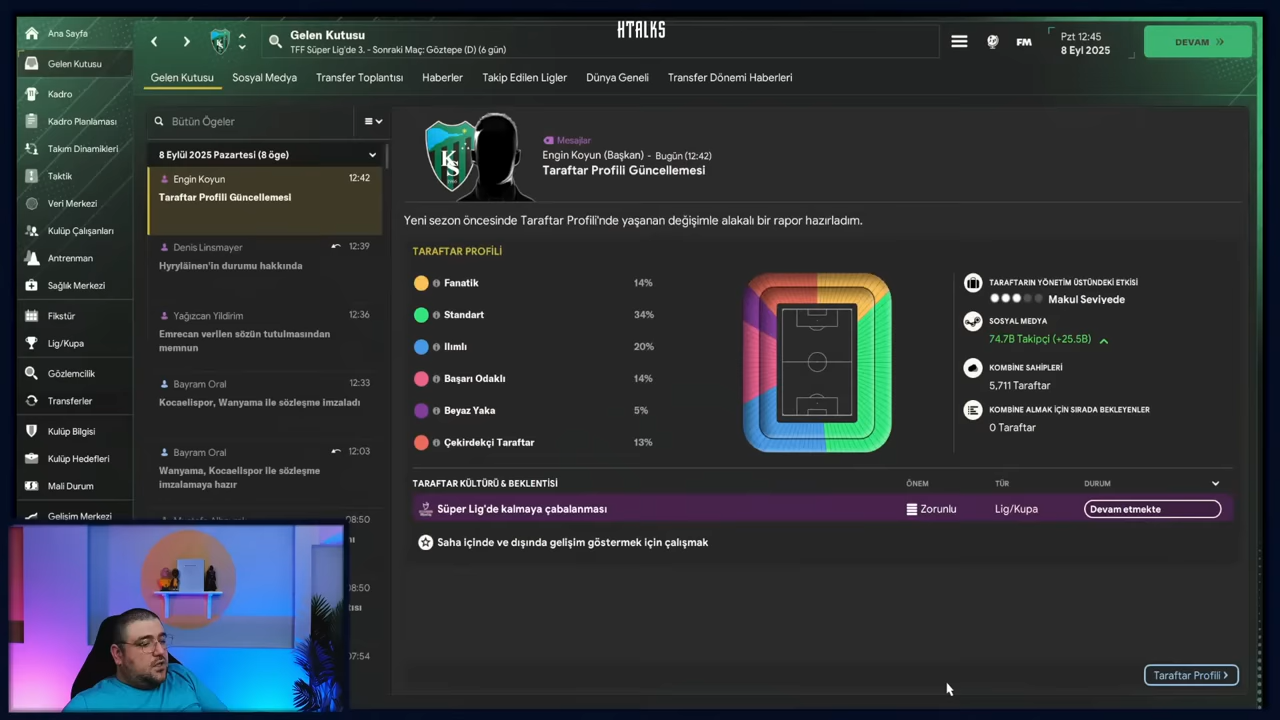 HTALKS
Ana Sayfa
Gelen Kutusu
Kadro
Kadro Planlaması
Takım Dinamikleri
Taktik
Veri Merkezi
Kulüp Çalışanları
Antrenman
Sağlık Merkezi
Fikstür
Lig/Kupa
Gözlemcilik
Transferler
Kulüp Bilgisi
Kulüp Hedefleri
Mali Durum
Gelişim Merkezi
Gelen Kutusu
TFF Süper Lig'de 3. - Sonraki Maç: Göztepe (D) (6 gün)
FM
Pzt 12:45
8 Eyl 2025
DEVAM
Gelen Kutusu Sosyal Medya Transfer Toplantısı Haberler Takip Edilen Ligler Dünya Geneli Transfer Dönemi Haberleri
Bütün Ögeler
8 Eylül 2025 Pazartesi (8 öge)
Engin Koyun 12:42
Taraftar Profili Güncellemesi
Denis Linsmayer 12:39
Hyryläinen'in durumu hakkında
Yağızcan Yildirim 12:36
Emrecan verilen sözün tutulmasından
memnun
Bayram Oral 12:33
Kocaelispor, Wanyama ile sözleşme imzaladı
Bayram Oral 12:03
Wanyama, Kocaelispor ile sözleşme
imzalamaya hazır
08:50
08:50
07:54
KS
Mesajlar
Engin Koyun (Başkan) - Bugün (12:42)
Taraftar Profili Güncellemesi
Yeni sezon öncesinde Taraftar Profili'nde yaşanan değişimle alakalı bir rapor hazırladım.
TARAFTAR PROFİLİ
Fanatik 14%
Standart 34%
Ilımlı 20%
Başarı Odaklı 14%
Beyaz Yaka 5%
Çekirdekçi Taraftar 13%
TARAFTARIN YÖNETİM ÜSTÜNDEKİ ETKİSİ
Makul Seviyede
SOSYAL MEDYA
74.7B Takipçi (+25.5B)
KOMBİNE SAHİPLERİ
5,711 Taraftar
KOMBİNE ALMAK İÇİN SIRADA BEKLEYENLER
0 Taraftar
TARAFTAR KÜLTÜRÜ & BEKLENTİSİ ÖNEM TÜR DURUM
Süper Lig'de kalmaya çabalanması Zorunlu Lig/Kupa Devam etmekte
Saha içinde ve dışında gelişim göstermek için çalışmak
Taraftar Profili